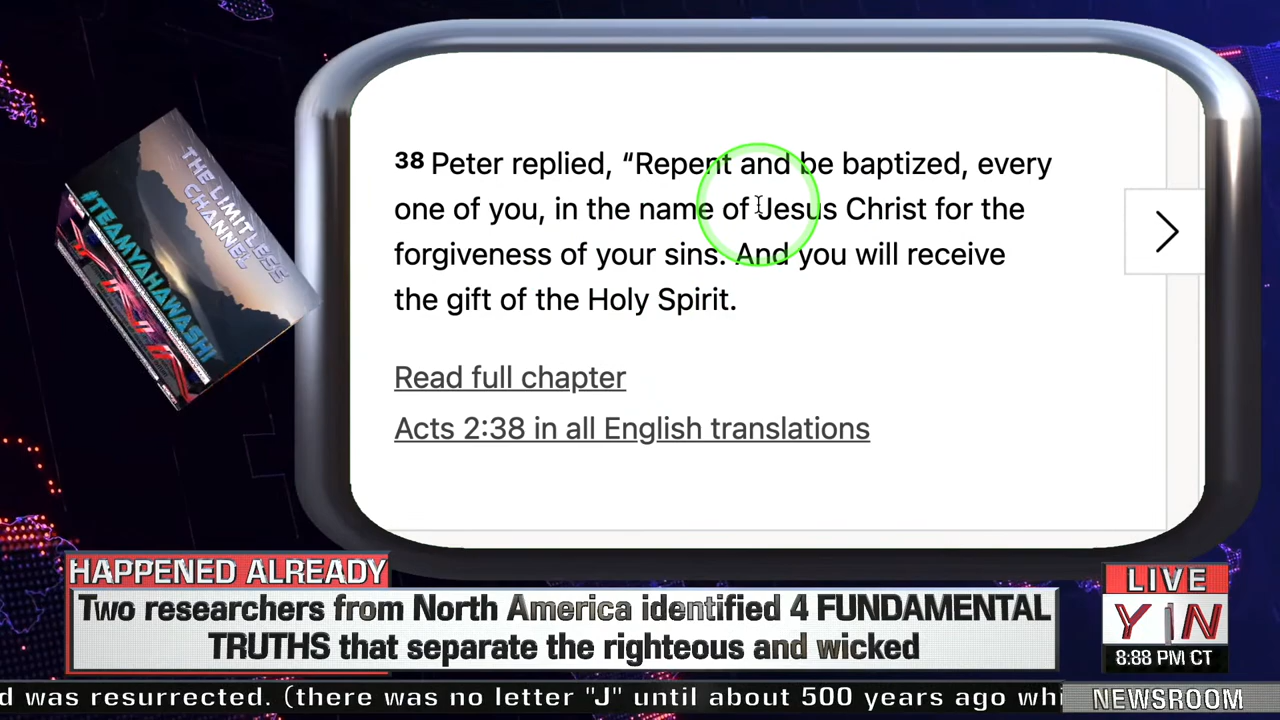 38 Peter replied, “Repent and be baptized, every
one of you, in the name of Jesus Christ for the
forgiveness of your sins. And you will receive
the gift of the Holy Spirit.
Read full chapter
Acts 2:38 in all English translations
THE LIMITLESS
CHANNEL
#TEAMYAHAWASHI
HAPPENED ALREADY
Two researchers from North America identified 4 FUNDAMENTAL
TRUTHS that separate the righteous and wicked
LIVE
Y I N
8:88 PM CT
d was resurrected. (there was no letter "J" until about 500 years ago whi
NEWSROOM